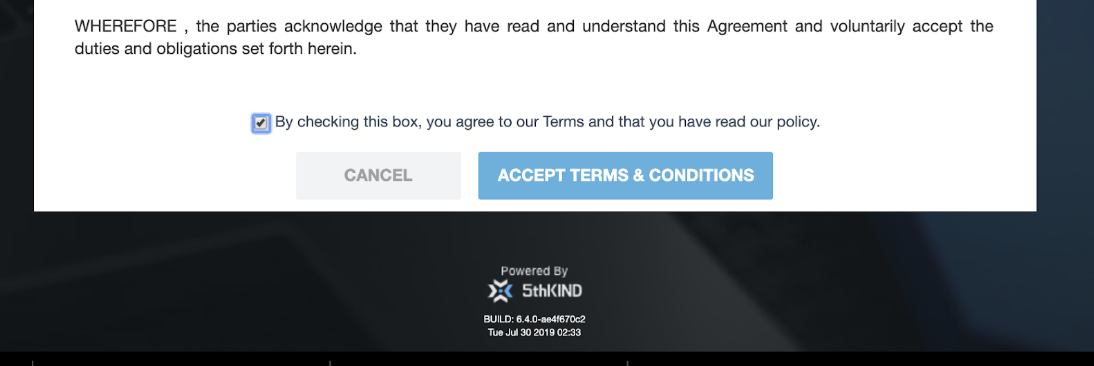 WHEREFORE , the parties acknowledge that they have read and understand this Agreement and voluntarily accept the
duties and obligations set forth herein.
By checking this box, you agree to our Terms and that you have read our policy.
CANCEL
ACCEPT TERMS & CONDITIONS
Powered By
5thKIND
BUILD: 6.4.0-ae4f670c2
Tue Jul 30 2019 02:33